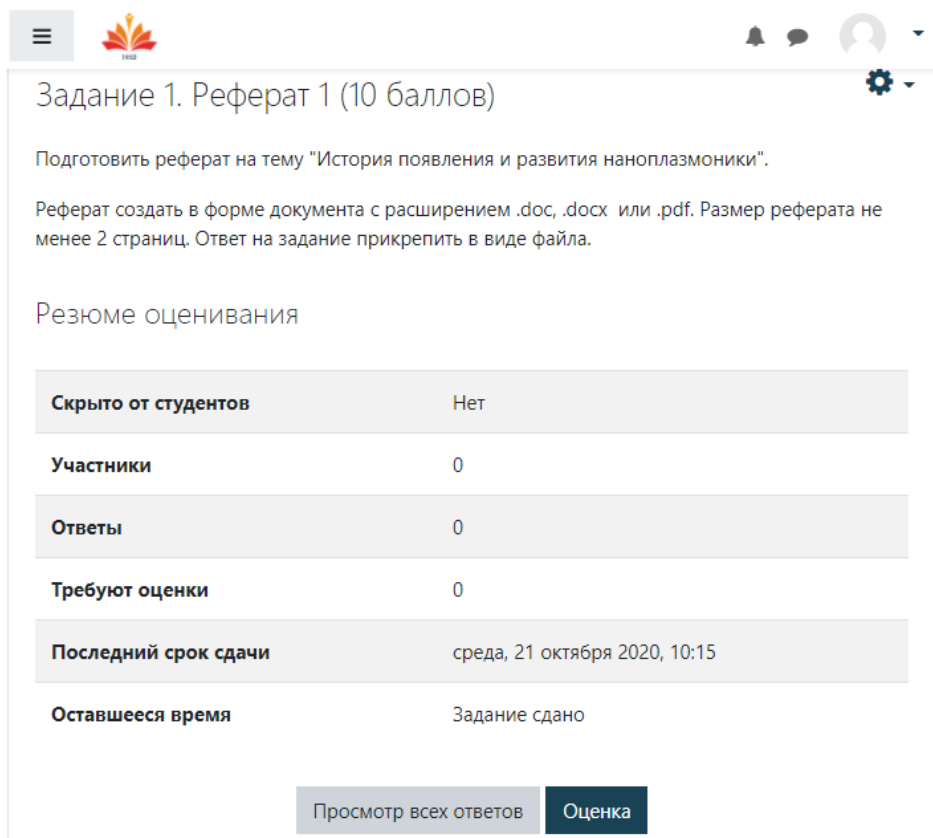 Задание 1. Реферат 1 (10 баллов)
Подготовить реферат на тему "История появления и развития наноплазмоники".
Реферат создать в форме документа с расширением .doc, .docx или .pdf. Размер реферата не
менее 2 страниц. Ответ на задание прикрепить в виде файла.
Резюме оценивания
Скрыто от студентов Нет
Участники 0
Ответы 0
Требуют оценки 0
Последний срок сдачи среда, 21 октября 2020, 10:15
Оставшееся время Задание сдано
Просмотр всех ответов Оценка